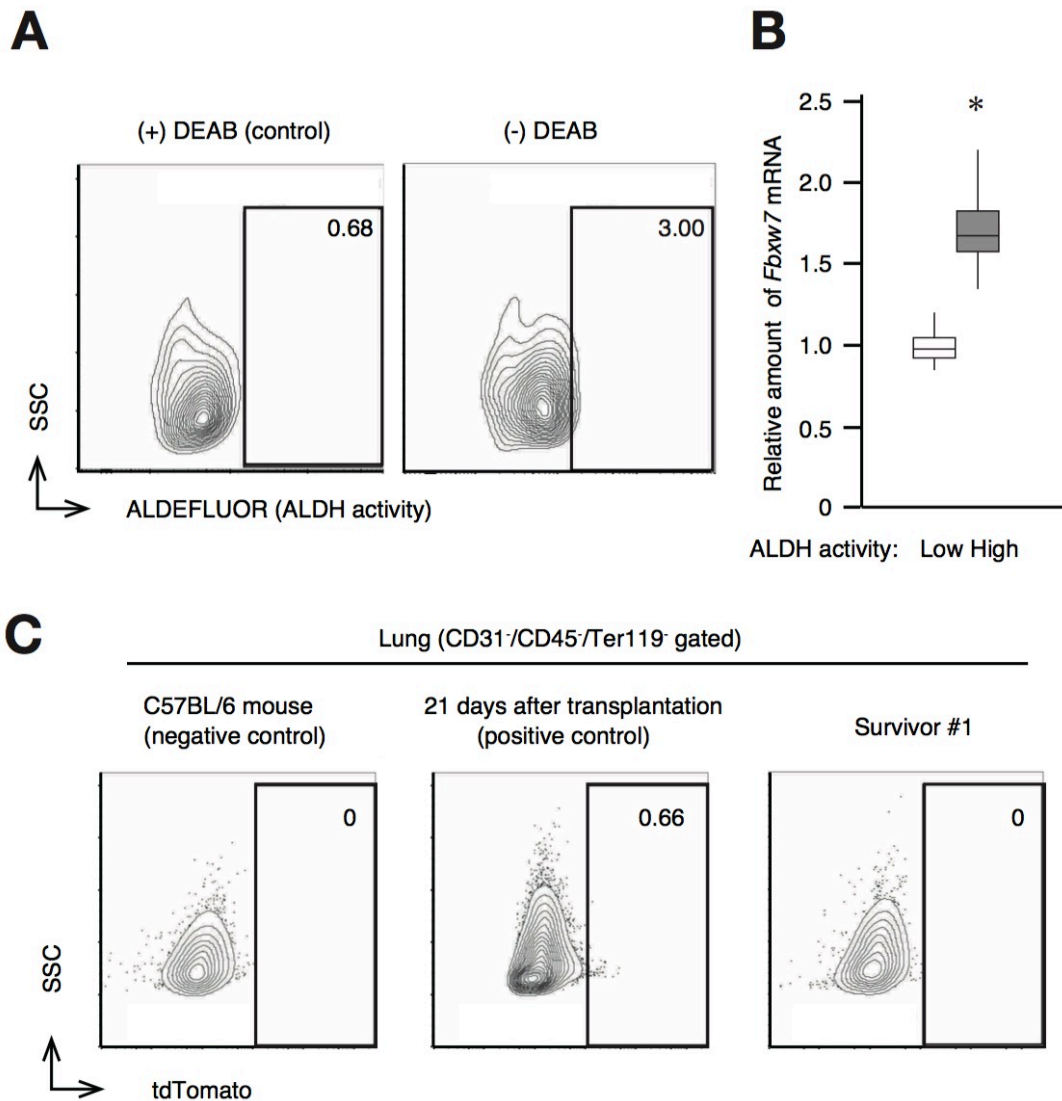 A
(+) DEAB (control)
(-) DEAB
0.68
3.00
SSC
ALDEFLUOR (ALDH activity)
B
Relative amount of Fbxw7 mRNA
2.5
2.0
1.5
1.0
0.5
0
*
ALDH activity: Low High
C
Lung (CD31-/CD45-/Ter119- gated)
C57BL/6 mouse
(negative control)
21 days after transplantation
(positive control)
Survivor #1
0
0.66
0
SSC
tdTomato